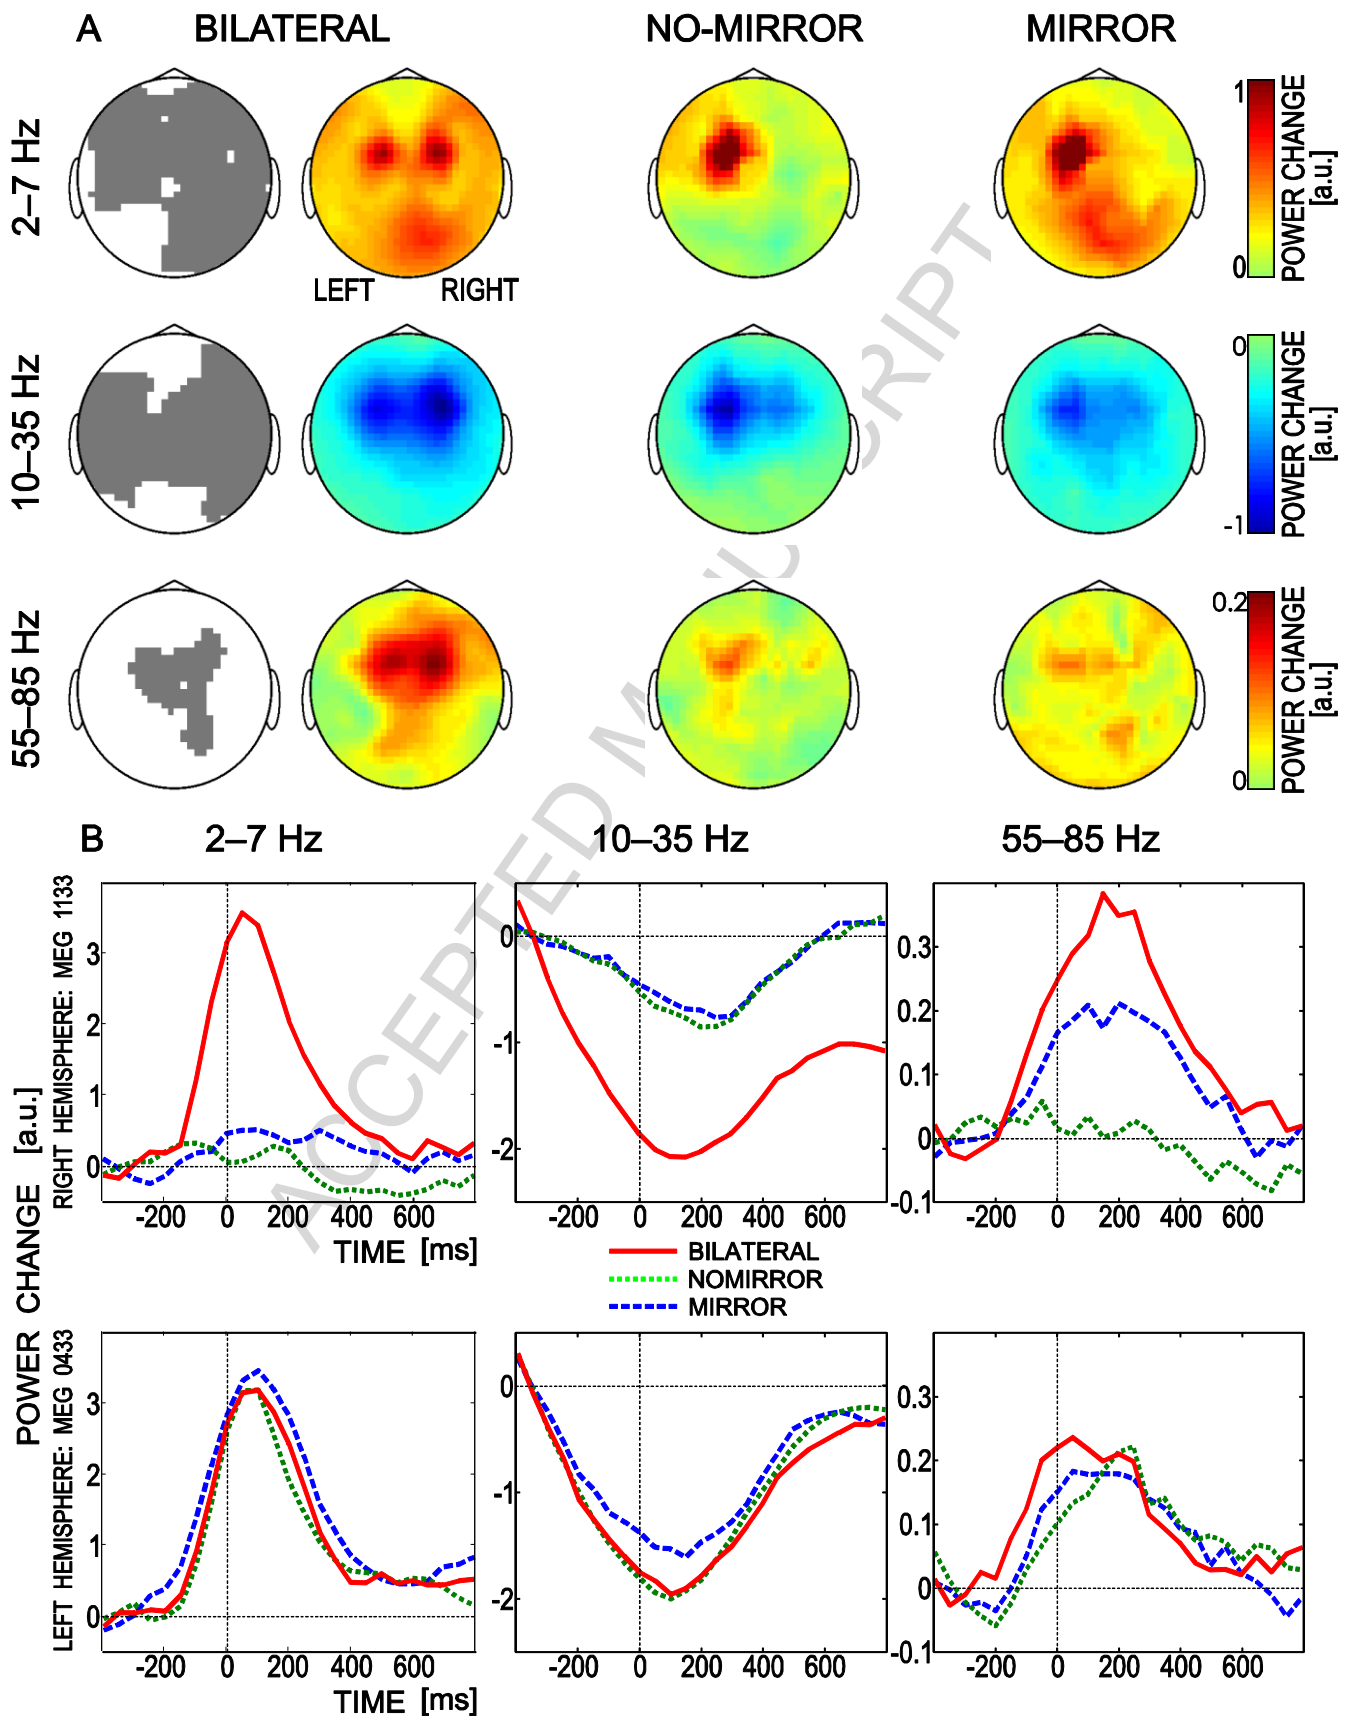 A BILATERAL NO-MIRROR MIRROR
2–7 Hz
LEFT RIGHT
1
0
POWER CHANGE
[a.u.]
10–35 Hz
0
-1
POWER CHANGE
[a.u.]
55–85 Hz
0.2
0
POWER CHANGE
[a.u.]
ACCEPTED MANUSCRIPT
B 2–7 Hz 10–35 Hz 55–85 Hz
POWER CHANGE [a.u.]
RIGHT HEMISPHERE: MEG 1133
3
2
1
0
-200 0 200 400 600
TIME [ms]
0
-1
-2
-200 0 200 400 600
0.3
0.2
0.1
0
-0.1
-200 0 200 400 600
BILATERAL
NOMIRROR
MIRROR
LEFT HEMISPHERE: MEG 0433
3
2
1
0
-200 0 200 400 600
TIME [ms]
0
-1
-2
-200 0 200 400 600
0.3
0.2
0.1
0
-0.1
-200 0 200 400 600